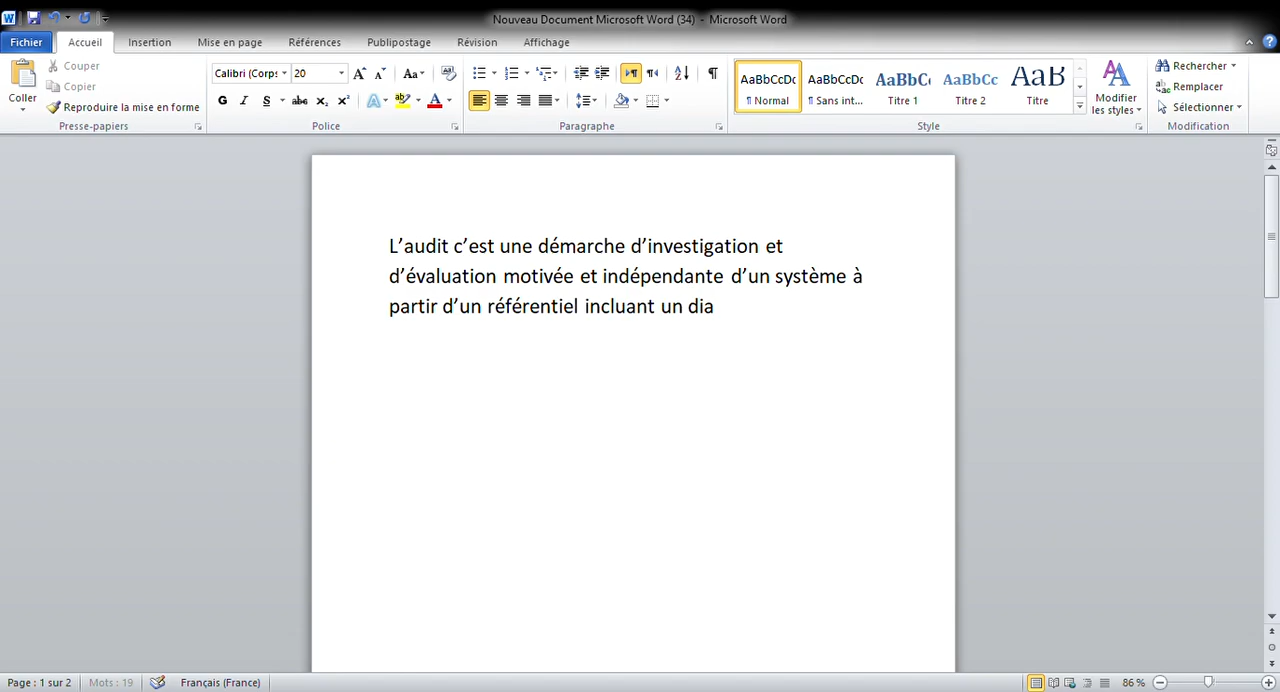 Nouveau Document Microsoft Word (34) - Microsoft Word
Fichier Accueil Insertion Mise en page Références Publipostage Révision Affichage
Coller
Couper
Copier
Reproduire la mise en forme
Presse-papiers
Calibri (Corps 20
G I S abc x₂ x²
Police
Paragraphe
AaBbCcDc AaBbCcDc AaBbC AaBbCc AaB
¶ Normal ¶ Sans int... Titre 1 Titre 2 Titre
Modifier les styles
Style
Rechercher
Remplacer
Sélectionner
Modification
L’audit c’est une démarche d’investigation et
d’évaluation motivée et indépendante d’un système à
partir d’un référentiel incluant un dia
Page : 1 sur 2 Mots : 19 Français (France) 86 %